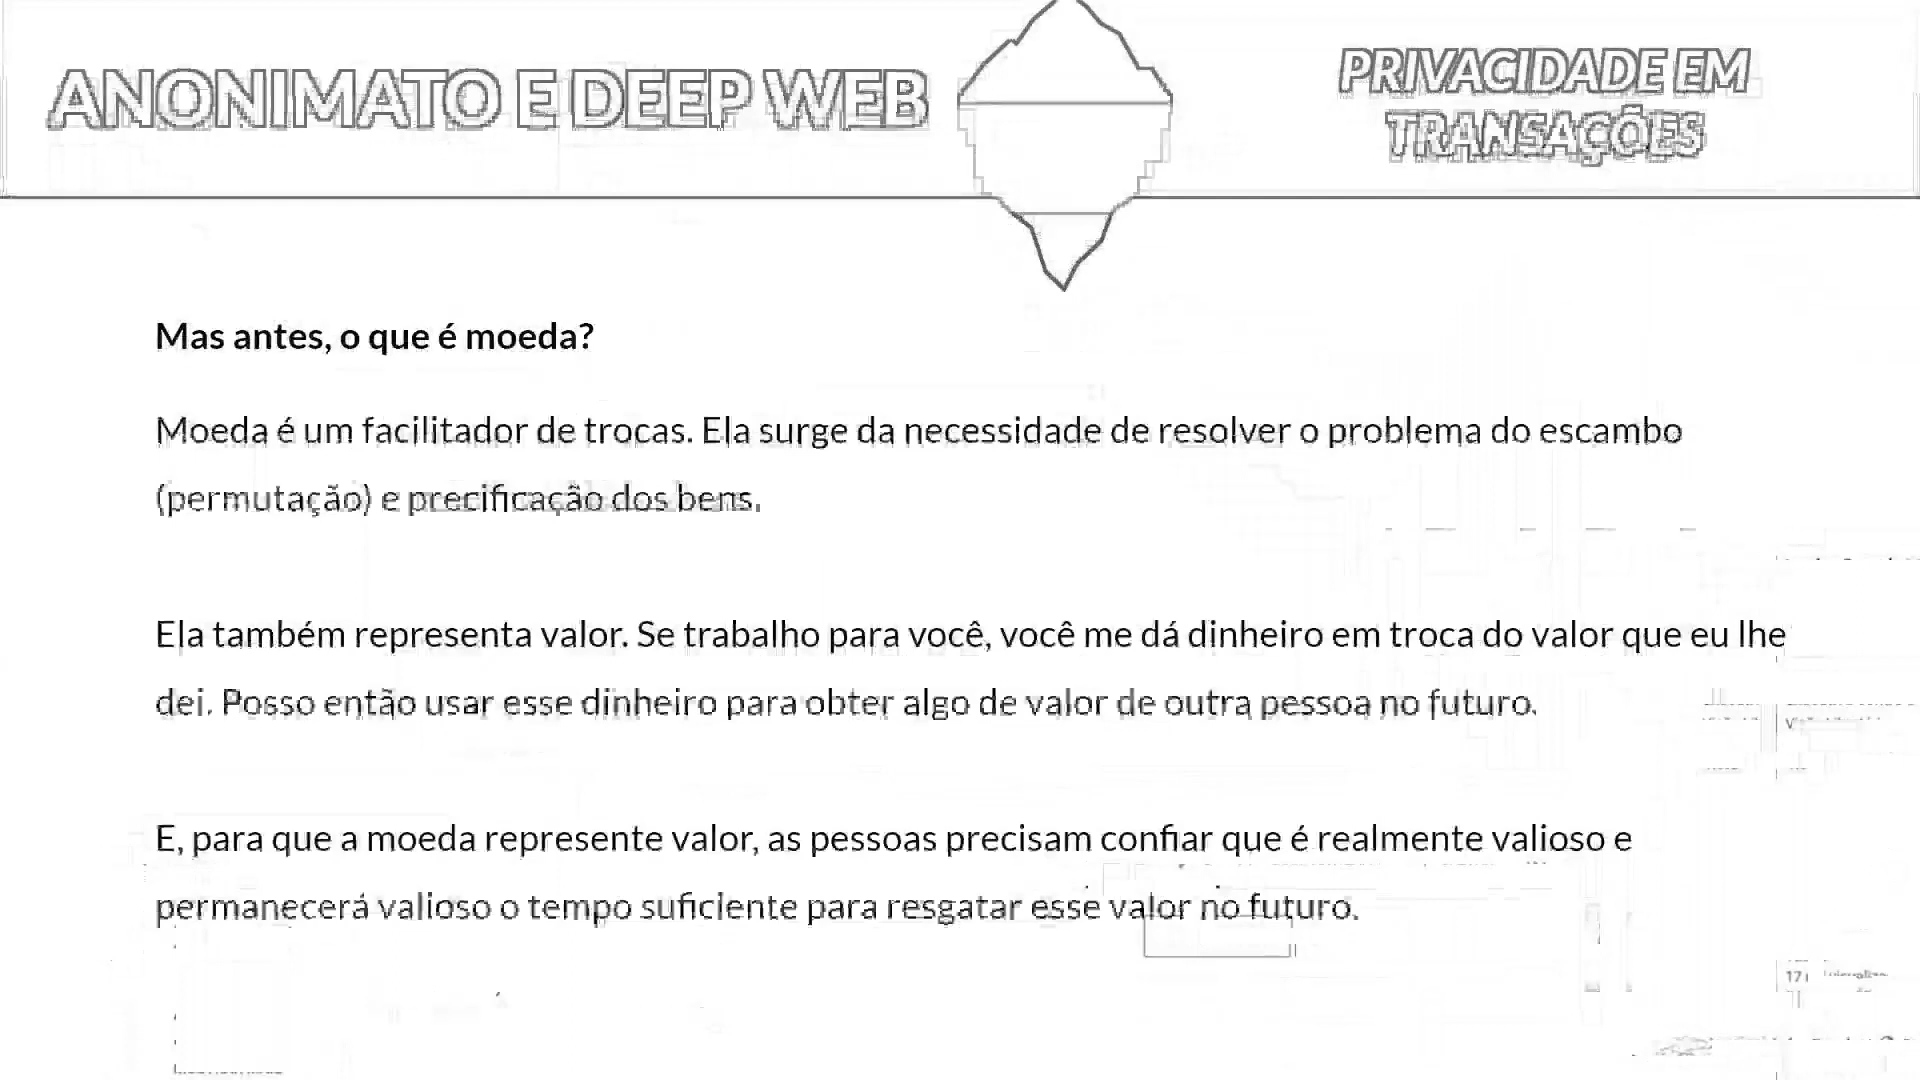 ANONIMATO E DEEP WEB
PRIVACIDADE EM
TRANSAÇÕES
Mas antes, o que é moeda?
Moeda é um facilitador de trocas. Ela surge da necessidade de resolver o problema do escambo
(permutação) e precificação dos bens.
Ela também representa valor. Se trabalho para você, você me dá dinheiro em troca do valor que eu lhe
dei. Posso então usar esse dinheiro para obter algo de valor de outra pessoa no futuro.
E, para que a moeda represente valor, as pessoas precisam confiar que é realmente valioso e
permanecerá valioso o tempo suficiente para resgatar esse valor no futuro.
17